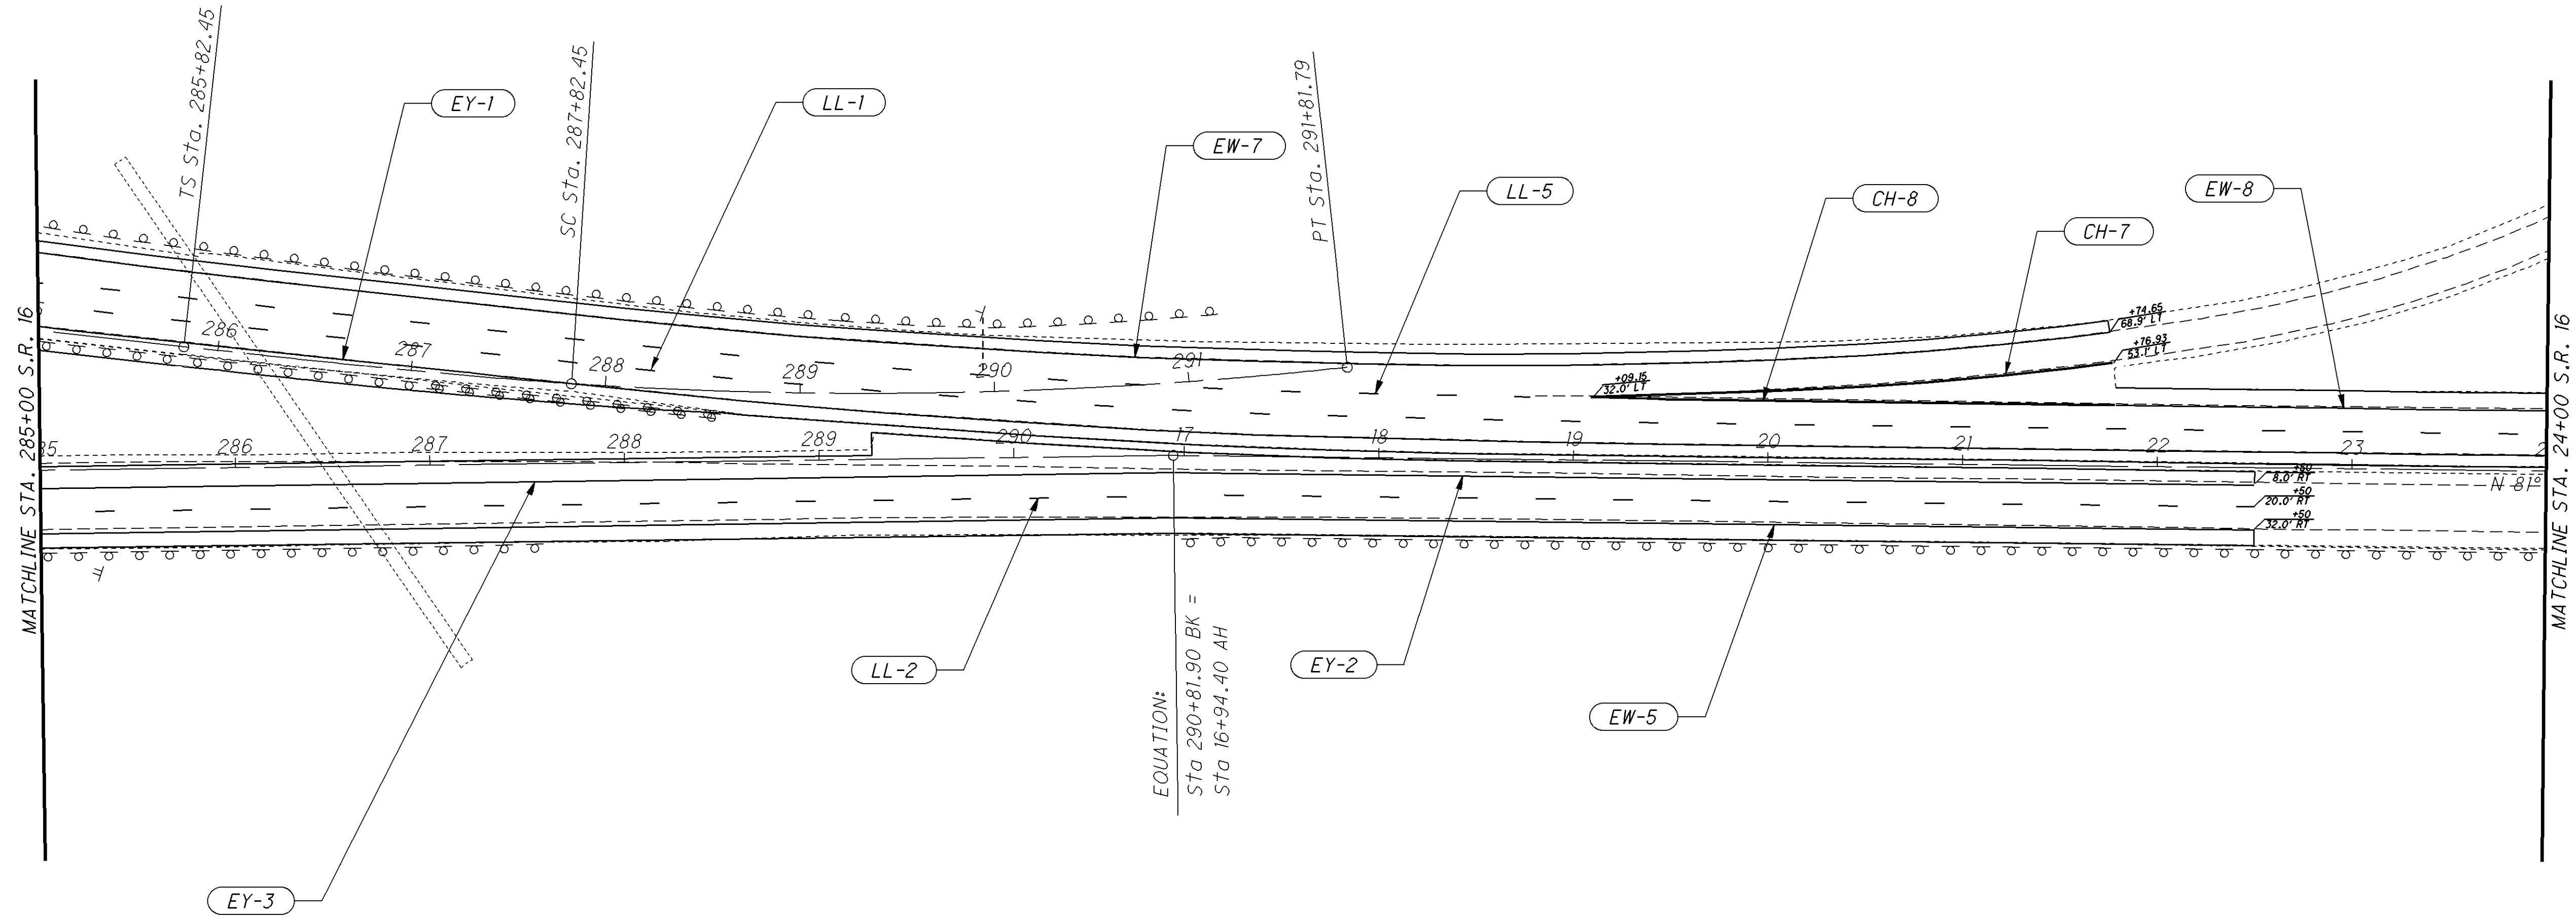 TS Sta. 285+82.45
SC Sta. 287+82.45
PT Sta. 291+81.79
EY-1
LL-1
EW-7
LL-5
CH-8
CH-7
EW-8
MATCHLINE STA. 285+00 S.R. 16
MATCHLINE STA. 24+00 S.R. 16
286
287
288
289
290
291
+74.65
68.9' LT
+76.93
53.1' LT
+09.15
32.0' LT
85
286
287
288
289
290
17
18
19
20
21
22
23
2
8.0' RT
+50
20.0' RT
+50
32.0' RT
N 81°
EQUATION:
Sta 290+81.90 BK =
Sta 16+94.40 AH
LL-2
EY-2
EW-5
EY-3